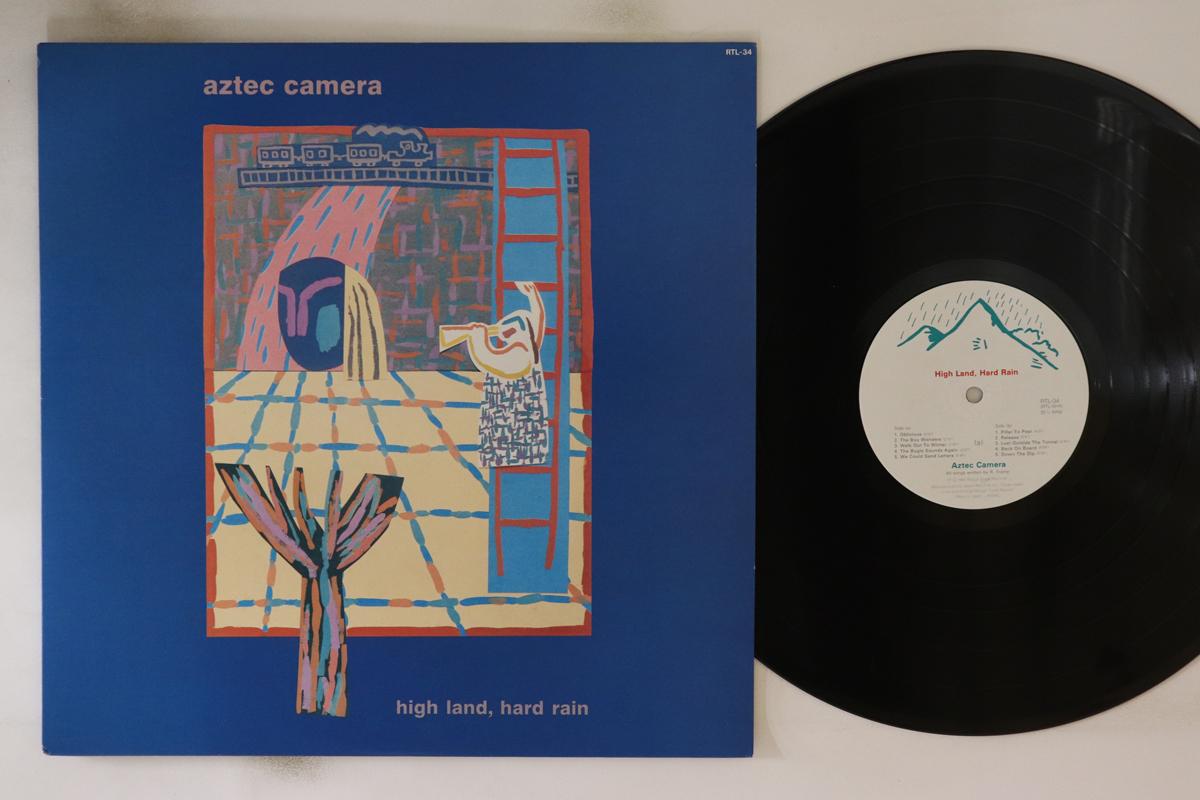 RTL-34
aztec camera
high land, hard rain
High Land, Hard Rain
RTL-34
Side (a)
1. Oblivious
2. The Boy Wonders
3. Walk Out To Winter
4. The Bugle Sounds Again
5. We Could Send Letters
(a)
Side (b)
1. Pillar To Post
2. Release
3. Lost Outside The Tunnel
4. Back On Board
5. Down The Dip
Aztec Camera
All songs written by R. Frame